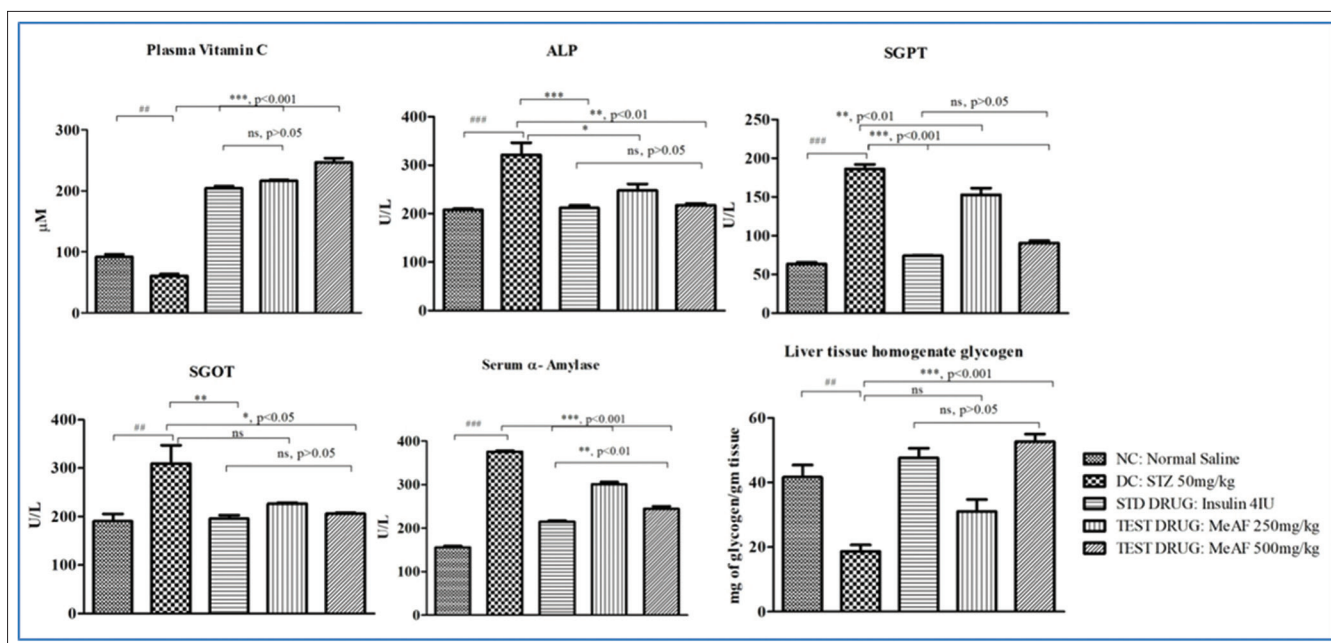 Plasma Vitamin C
***, p<0.001
##
ns, p>0.05
300
200
100
0
µM
ALP
***
**, p<0.01
###
*
ns, p>0.05
400
300
200
100
0
U/L
SGPT
ns, p>0.05
**, p<0.01
***, p<0.001
###
250
200
150
100
50
0
U/L
SGOT
**
*, p<0.05
##
ns
ns, p>0.05
400
300
200
100
0
U/L
Serum α- Amylase
***, p<0.001
###
**, p<0.01
400
300
200
100
0
U/L
Liver tissue homogenate glycogen
***, p<0.001
##
ns
ns, p>0.05
60
40
20
0
mg of glycogen/gm tissue
NC: Normal Saline
DC: STZ 50mg/kg
STD DRUG: Insulin 4IU
TEST DRUG: MeAF 250mg/kg
TEST DRUG: MeAF 500mg/kg